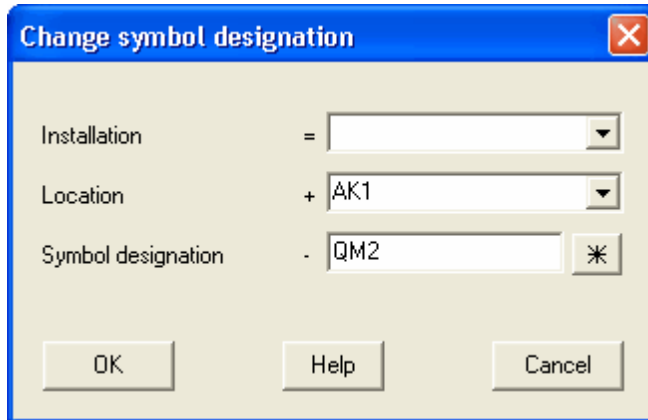 Change symbol designation
Installation =
Location + AK1
Symbol designation - QM2 *
OK Help Cancel